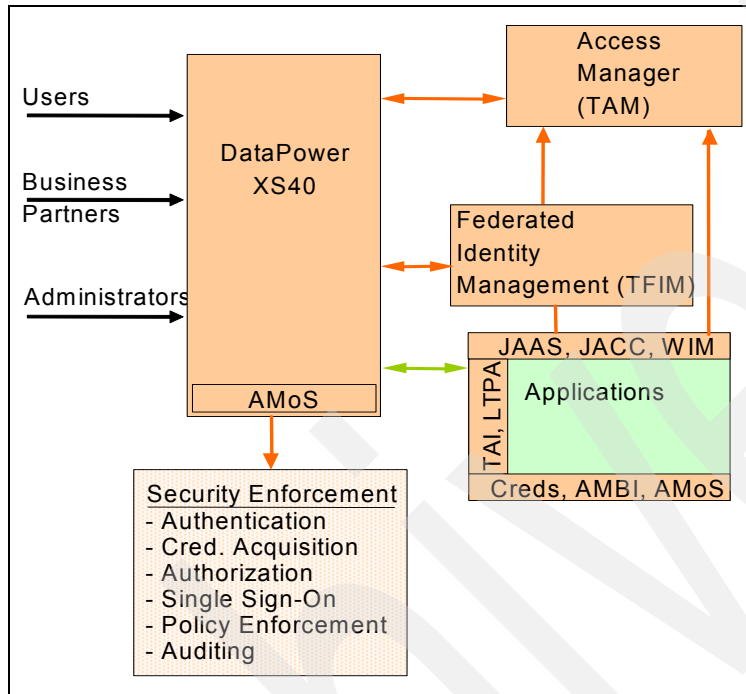 Users
Business
Partners
Administrators
DataPower
XS40
AMoS
Access
Manager
(TAM)
Federated
Identity
Management (TFIM)
JAAS, JACC, WIM
TAI, LTPA
Applications
Creds, AMBI, AMoS
Security Enforcement
- Authentication
- Cred. Acquisition
- Authorization
- Single Sign-On
- Policy Enforcement
- Auditing